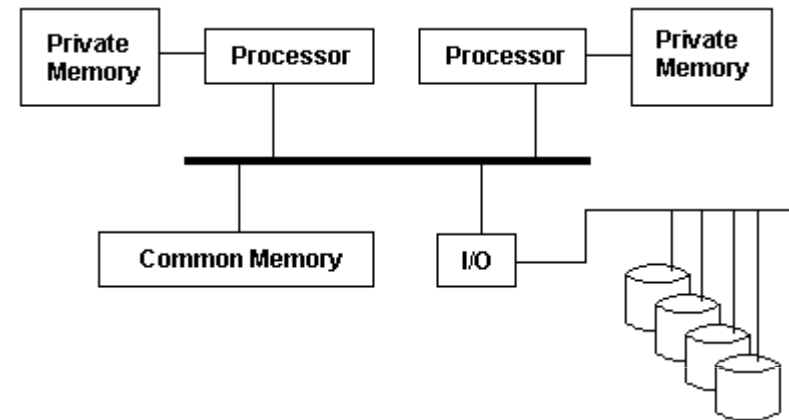 Private
Memory
Processor
Processor
Private
Memory
Common Memory
I/O